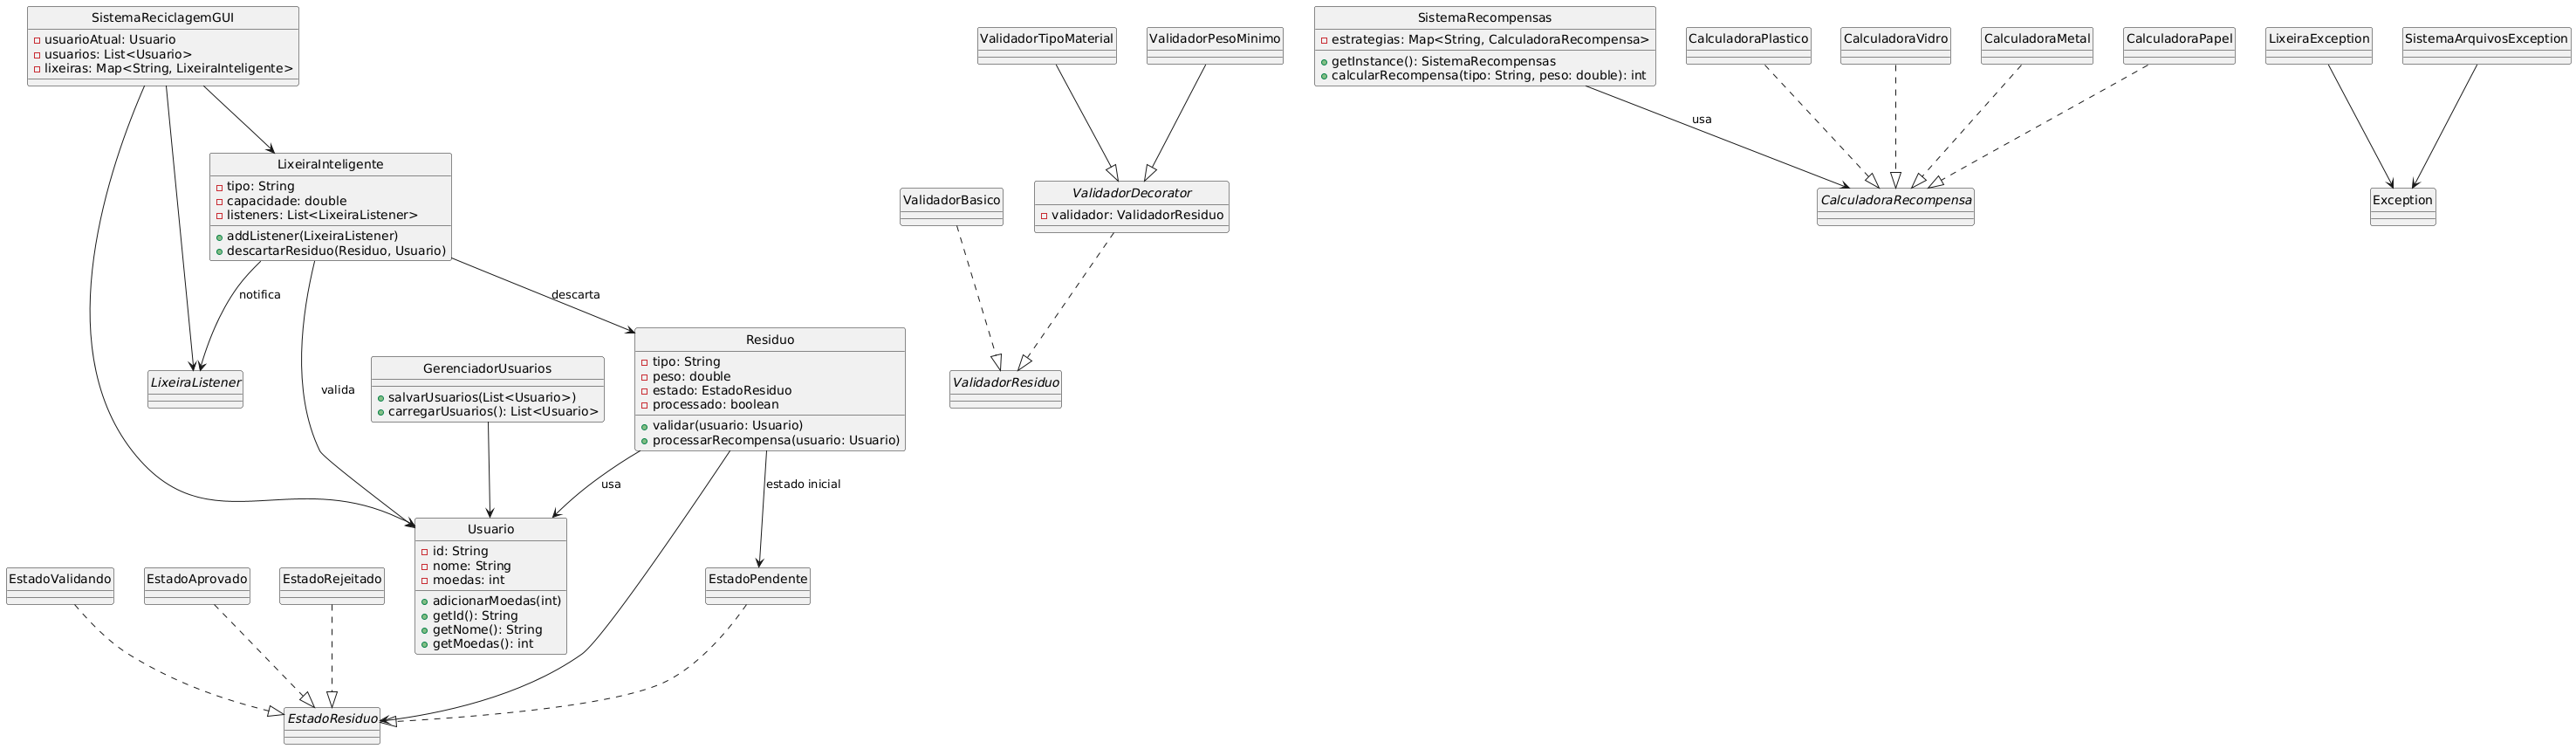 SistemaReciclagemGUI
usuarioAtual: Usuario
usuarios: List<Usuario>
lixeiras: Map<String, LixeiraInteligente>
LixeiraInteligente
tipo: String
capacidade: double
listeners: List<LixeiraListener>
addListener(LixeiraListener)
descartarResiduo(Residuo, Usuario)
notifica
valida
descarta
LixeiraListener
GerenciadorUsuarios
salvarUsuarios(List<Usuario>)
carregarUsuarios(): List<Usuario>
Residuo
tipo: String
peso: double
estado: EstadoResiduo
processado: boolean
validar(usuario: Usuario)
processarRecompensa(usuario: Usuario)
usa
estado inicial
Usuario
id: String
nome: String
moedas: int
adicionarMoedas(int)
getId(): String
getNome(): String
getMoedas(): int
EstadoValidando
EstadoAprovado
EstadoRejeitado
EstadoPendente
EstadoResiduo
ValidadorTipoMaterial
ValidadorPesoMinimo
ValidadorBasico
ValidadorDecorator
validador: ValidadorResiduo
ValidadorResiduo
SistemaRecompensas
estrategias: Map<String, CalculadoraRecompensa>
getInstance(): SistemaRecompensas
calcularRecompensa(tipo: String, peso: double): int
usa
CalculadoraPlastico
CalculadoraVidro
CalculadoraMetal
CalculadoraPapel
CalculadoraRecompensa
LixeiraException
SistemaArquivosException
Exception